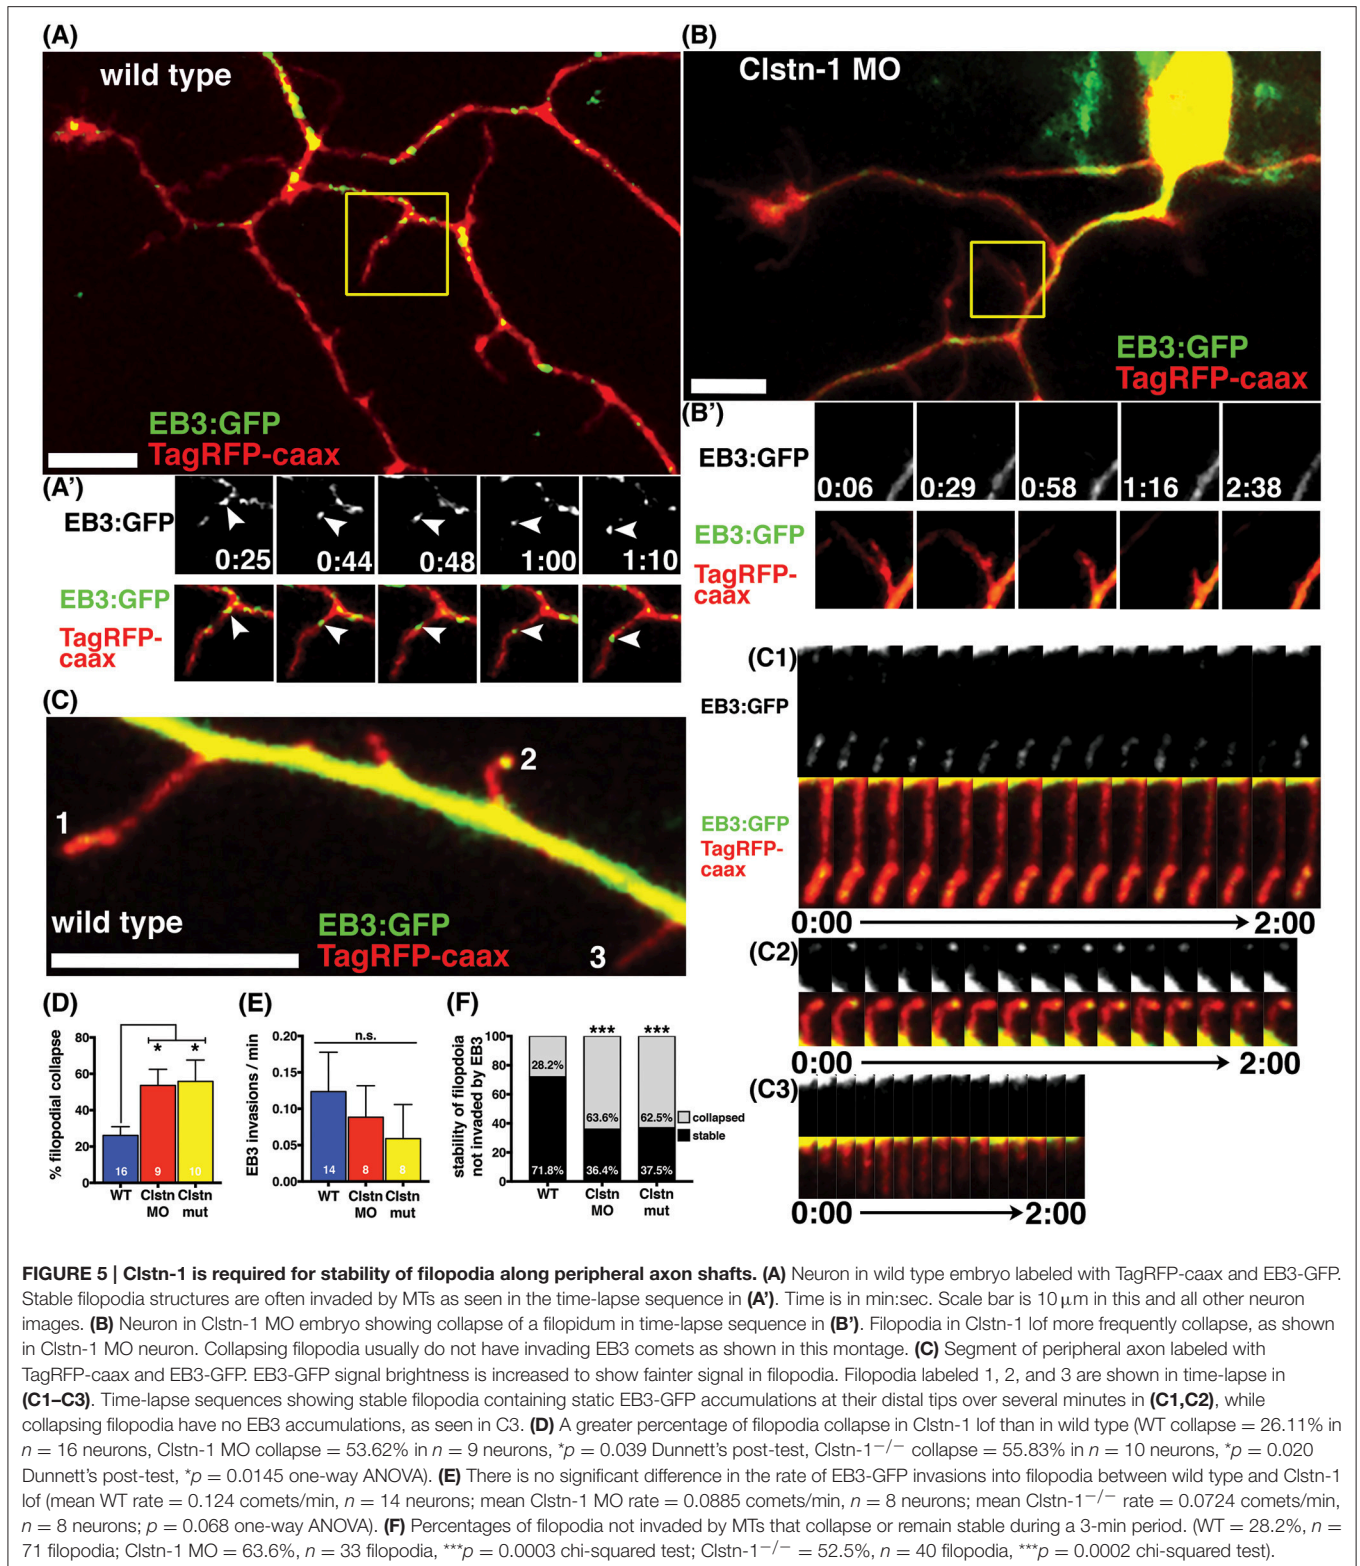 (A)
wild type
EB3:GFP
TagRFP-caax
(B)
Clstn-1 MO
EB3:GFP
TagRFP-caax
(A')
EB3:GFP
0:25 0:44 0:48 1:00 1:10
EB3:GFP
TagRFP-
caax
(B')
EB3:GFP
0:06 0:29 0:58 1:16 2:38
EB3:GFP
TagRFP-
caax
(C)
1
2
3
wild type
EB3:GFP
TagRFP-caax
(C1)
EB3:GFP
EB3:GFP
TagRFP-
caax
0:00 2:00
(C2)
0:00 2:00
(C3)
0:00 2:00
(D)
% filopodial collapse
80
60
40
20
0
* *
16 9 10
WT Clstn MO Clstn mut
(E)
EB3 invasions / min
0.20
0.15
0.10
0.05
0.00
n.s.
14 8 8
WT Clstn MO Clstn mut
(F)
stability of filopdoia
not invaded by EB3
100
80
60
40
20
0
*** ***
28.2% 63.6% 62.5%
71.8% 36.4% 37.5%
WT Clstn MO Clstn mut
collapsed
stable
FIGURE 5 | Clstn-1 is required for stability of filopodia along peripheral axon shafts. (A) Neuron in wild type embryo labeled with TagRFP-caax and EB3-GFP.
Stable filopodia structures are often invaded by MTs as seen in the time-lapse sequence in (A'). Time is in min:sec. Scale bar is 10 μm in this and all other neuron
images. (B) Neuron in Clstn-1 MO embryo showing collapse of a filopidum in time-lapse sequence in (B'). Filopodia in Clstn-1 lof more frequently collapse, as shown
in Clstn-1 MO neuron. Collapsing filopodia usually do not have invading EB3 comets as shown in this montage. (C) Segment of peripheral axon labeled with
TagRFP-caax and EB3-GFP. EB3-GFP signal brightness is increased to show fainter signal in filopodia. Filopodia labeled 1, 2, and 3 are shown in time-lapse in
(C1–C3). Time-lapse sequences showing stable filopodia containing static EB3-GFP accumulations at their distal tips over several minutes in (C1,C2), while
collapsing filopodia have no EB3 accumulations, as seen in C3. (D) A greater percentage of filopodia collapse in Clstn-1 lof than in wild type (WT collapse = 26.11% in
n = 16 neurons, Clstn-1 MO collapse = 53.62% in n = 9 neurons, *p = 0.039 Dunnett's post-test, Clstn-1−/− collapse = 55.83% in n = 10 neurons, *p = 0.020
Dunnett's post-test, *p = 0.0145 one-way ANOVA). (E) There is no significant difference in the rate of EB3-GFP invasions into filopodia between wild type and Clstn-1
lof (mean WT rate = 0.124 comets/min, n = 14 neurons; mean Clstn-1 MO rate = 0.0885 comets/min, n = 8 neurons; mean Clstn-1−/− rate = 0.0724 comets/min,
n = 8 neurons; p = 0.068 one-way ANOVA). (F) Percentages of filopodia not invaded by MTs that collapse or remain stable during a 3-min period. (WT = 28.2%, n =
71 filopodia; Clstn-1 MO = 63.6%, n = 33 filopodia, ***p = 0.0003 chi-squared test; Clstn-1−/− = 52.5%, n = 40 filopodia, ***p = 0.0002 chi-squared test).